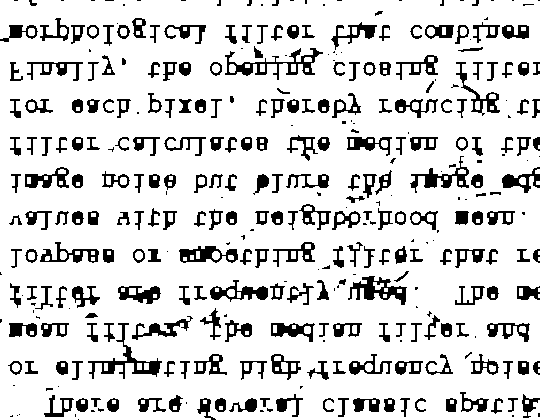 There are several classic spatia
or eliminating high frequency noise
mean filter, the median filter and
filter are frequently used. The me
lowpass or smoothing filter that re
values with the neighborhood mean.
image noise but blurs the image edg
filter calculates the median of the
for each pixel, thereby reducing th
Finally, the opening closing filter
morphological filter that combines